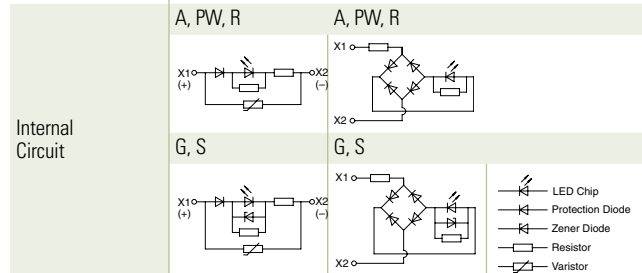 A, PW, R
A, PW, R
X1
(+)
X2
(–)
X1
X2
Internal
Circuit
G, S
G, S
X1
(+)
X2
(–)
X1
X2
LED Chip
Protection Diode
Zener Diode
Resistor
Varistor